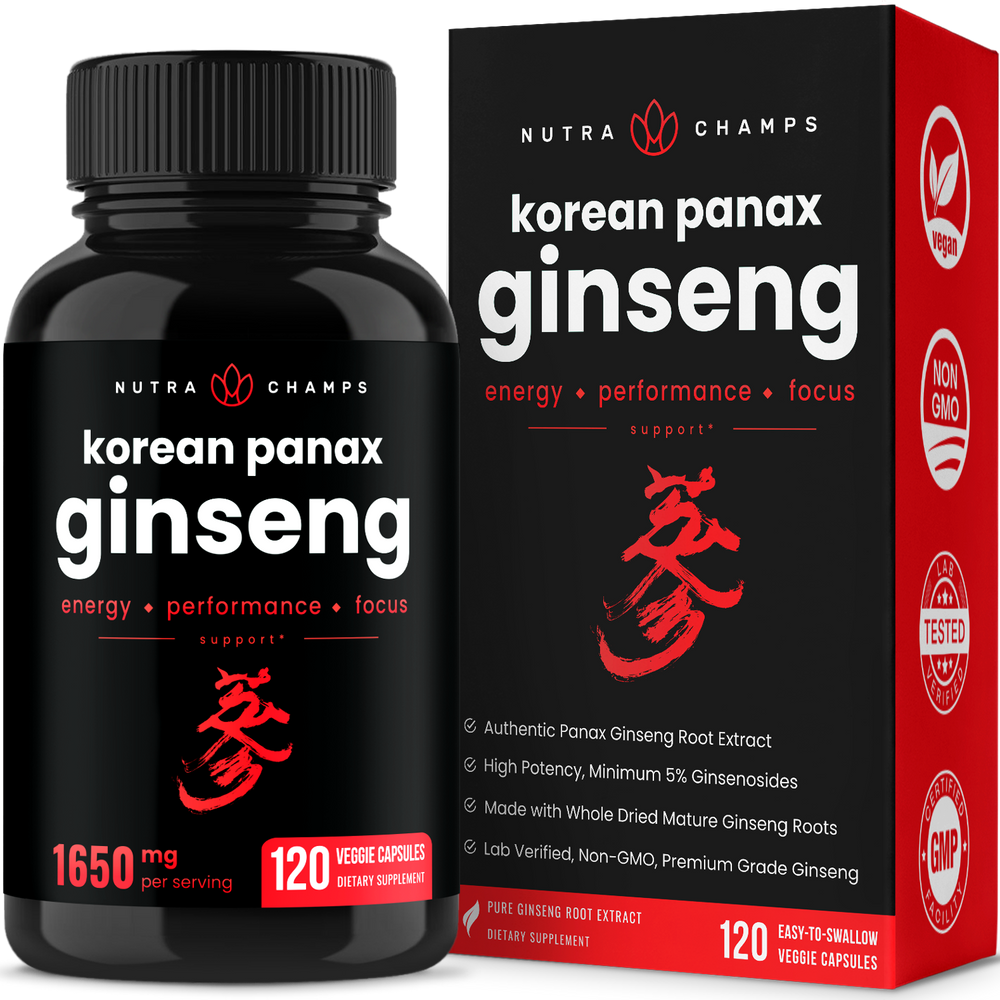 NUTRA CHAMPS
korean panax
ginseng
energy ◆ performance ◆ focus
support*
蔘
1650 mg
per serving
120 VEGGIE CAPSULES
DIETARY SUPPLEMENT
NUTRA CHAMPS
korean panax
ginseng
energy ◆ performance ◆ focus
support*
蔘
Authentic Panax Ginseng Root Extract
High Potency, Minimum 5% Ginsenosides
Made with Whole Dried Mature Ginseng Roots
Lab Verified, Non-GMO, Premium Grade Ginseng
PURE GINSENG ROOT EXTRACT
DIETARY SUPPLEMENT
120 EASY-TO-SWALLOW
VEGGIE CAPSULES
vegan
NON
GMO
LAB
TESTED
VERIFIED
CERTIFIED
GMP
FACILITY